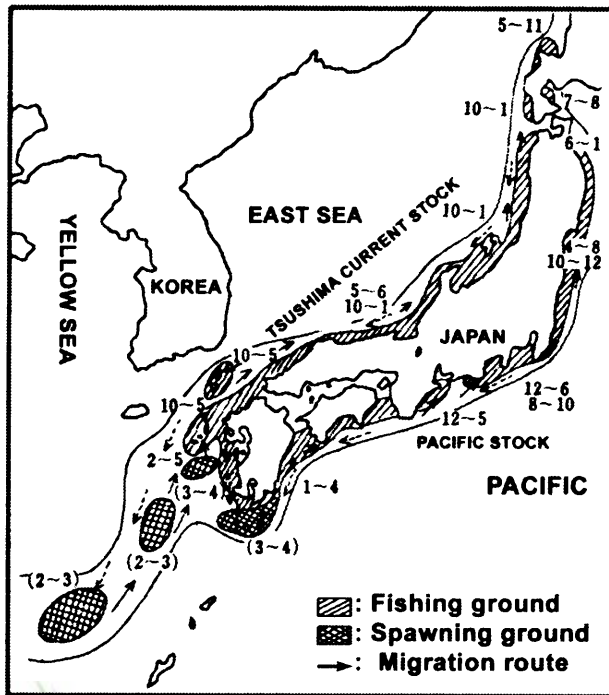 5~11
7~8
10~1
6~1
EAST SEA
10~1
4~8
10~12
YELLOW SEA
KOREA
TSUSHIMA CURRENT STOCK
5~6
10~1
JAPAN
10~5
12~6
8~10
10~5
12~5
PACIFIC STOCK
2~5
(3~4)
1~4
PACIFIC
(2~3)
(3~4)
(2~3)
: Fishing ground
: Spawning ground
: Migration route